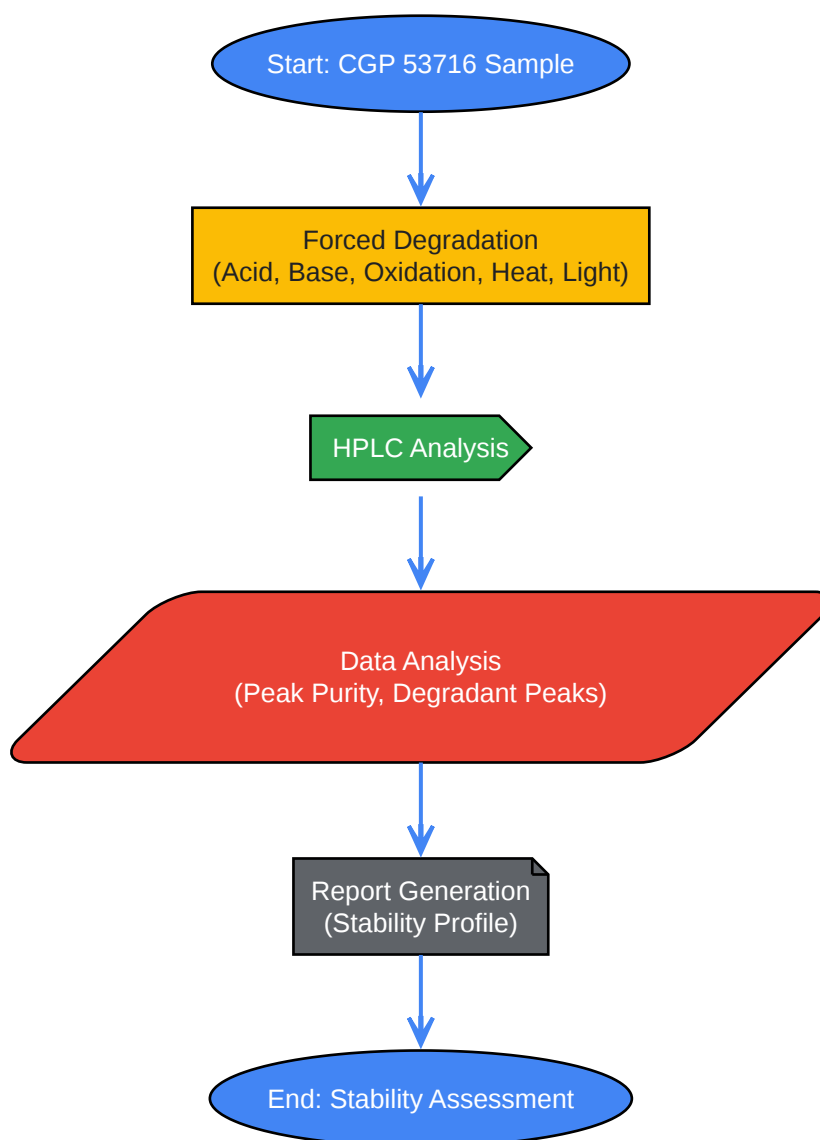 Start: CGP 53716 Sample
Forced Degradation
(Acid, Base, Oxidation, Heat, Light)
HPLC Analysis
Data Analysis
(Peak Purity, Degradant Peaks)
Report Generation
(Stability Profile)
End: Stability Assessment